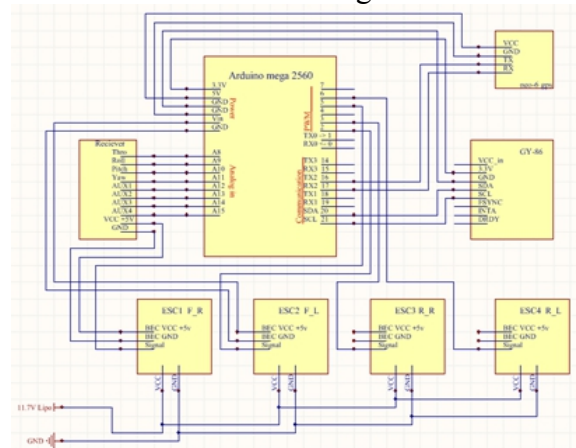 Arduino mega 2560
3.3V
5V
GND
GND
Vin
GND
Power
7
6
5
4
3
2
PWM
TX0 -> 1
RX0 <- 0
TX3 14
RX3 15
TX2 16
RX2 17
TX1 18
RX1 19
SDA 20
SCL 21
Communication
A8
A9
A10
A11
A12
A13
A14
A15
Analog in
Reciever
Thro
Roll
Pitch
Yaw
AUX1
AUX2
AUX3
AUX4
VCC +5V
GND
VCC
GND
TX
RX
neo-6 gps
GY-86
VCC_in
3.3V
GND
SDA
SCL
FSYNC
INTA
DRDY
ESC1 F_R
BEC VCC +5v
BEC GND
Signal
VCC
GND
ESC2 F_L
BEC VCC +5v
BEC GND
Signal
VCC
GND
ESC3 R_R
BEC VCC +5v
BEC GND
Signal
VCC
GND
ESC4 R_L
BEC VCC +5v
BEC GND
Signal
VCC
GND
11.7V Lipo
GND